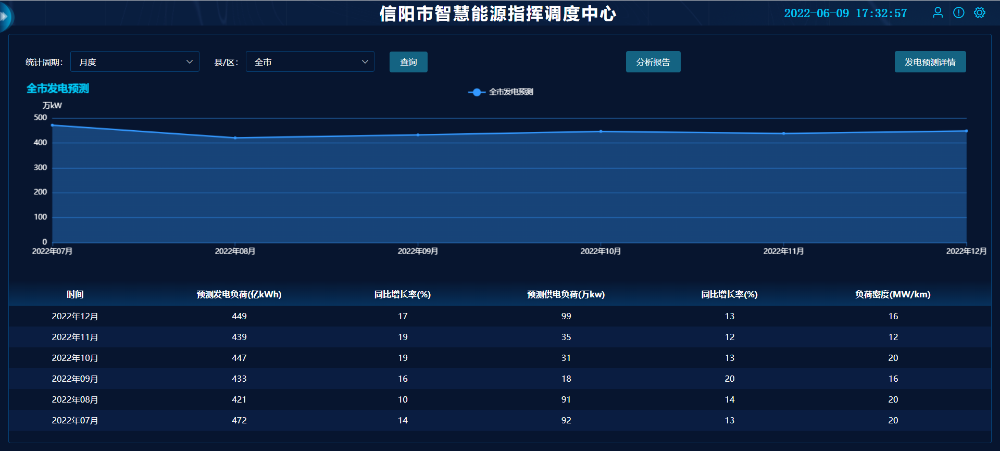 信阳市智慧能源指挥调度中心
2022-06-09 17:32:57
统计周期： 月度 县/区： 全市 查询 分析报告 发电预测详情
全市发电预测
全市发电预测
万kW
500
400
300
200
100
0
2022年07月 2022年08月 2022年09月 2022年10月 2022年11月 2022年12月
时间 预测发电负荷(亿kWh) 同比增长率(%) 预测供电负荷(万kw) 同比增长率(%) 负荷密度(MW/km)
2022年12月 449 17 99 13 16
2022年11月 439 19 35 12 12
2022年10月 447 19 31 13 20
2022年09月 433 16 18 20 16
2022年08月 421 10 91 14 20
2022年07月 472 14 92 13 20